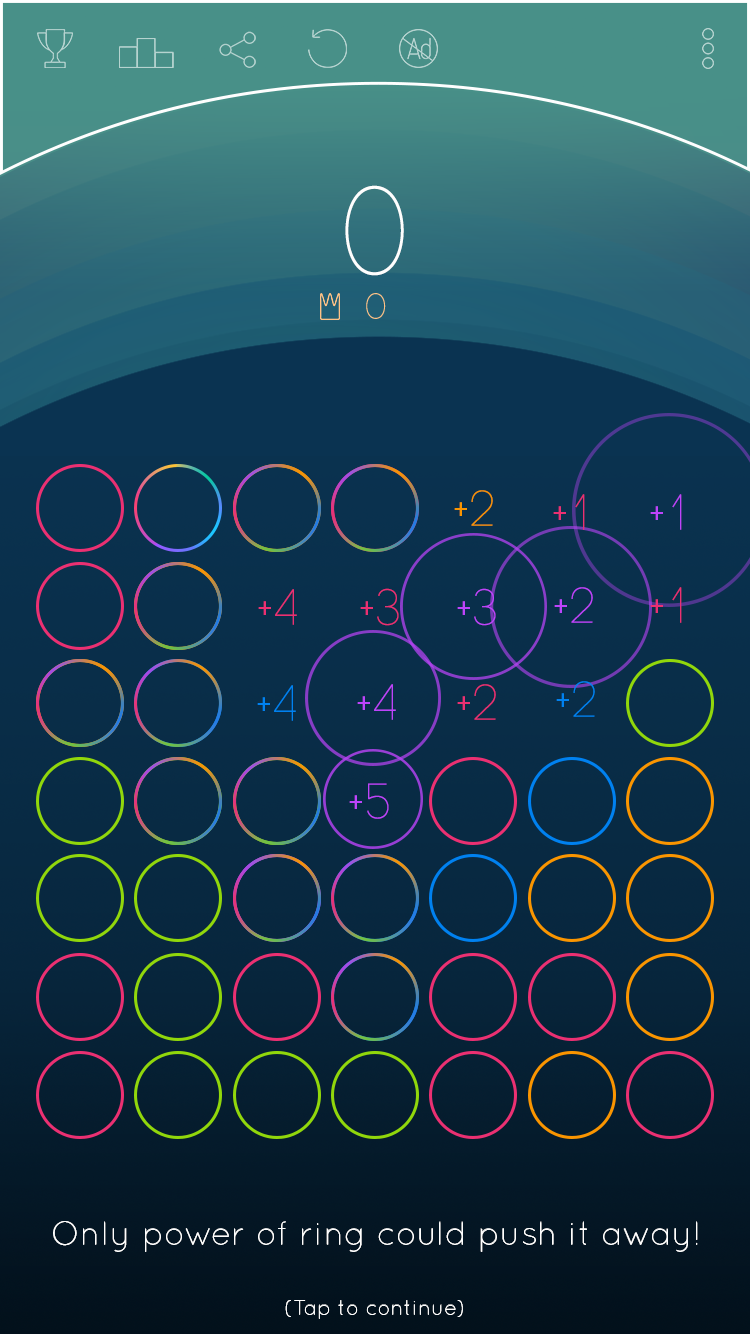 Ad
0
0
+2 +1 +1
+4 +3 +3 +2 +1
+4 +4 +2 +2
+5
Only power of ring could push it away!
(Tap to continue)